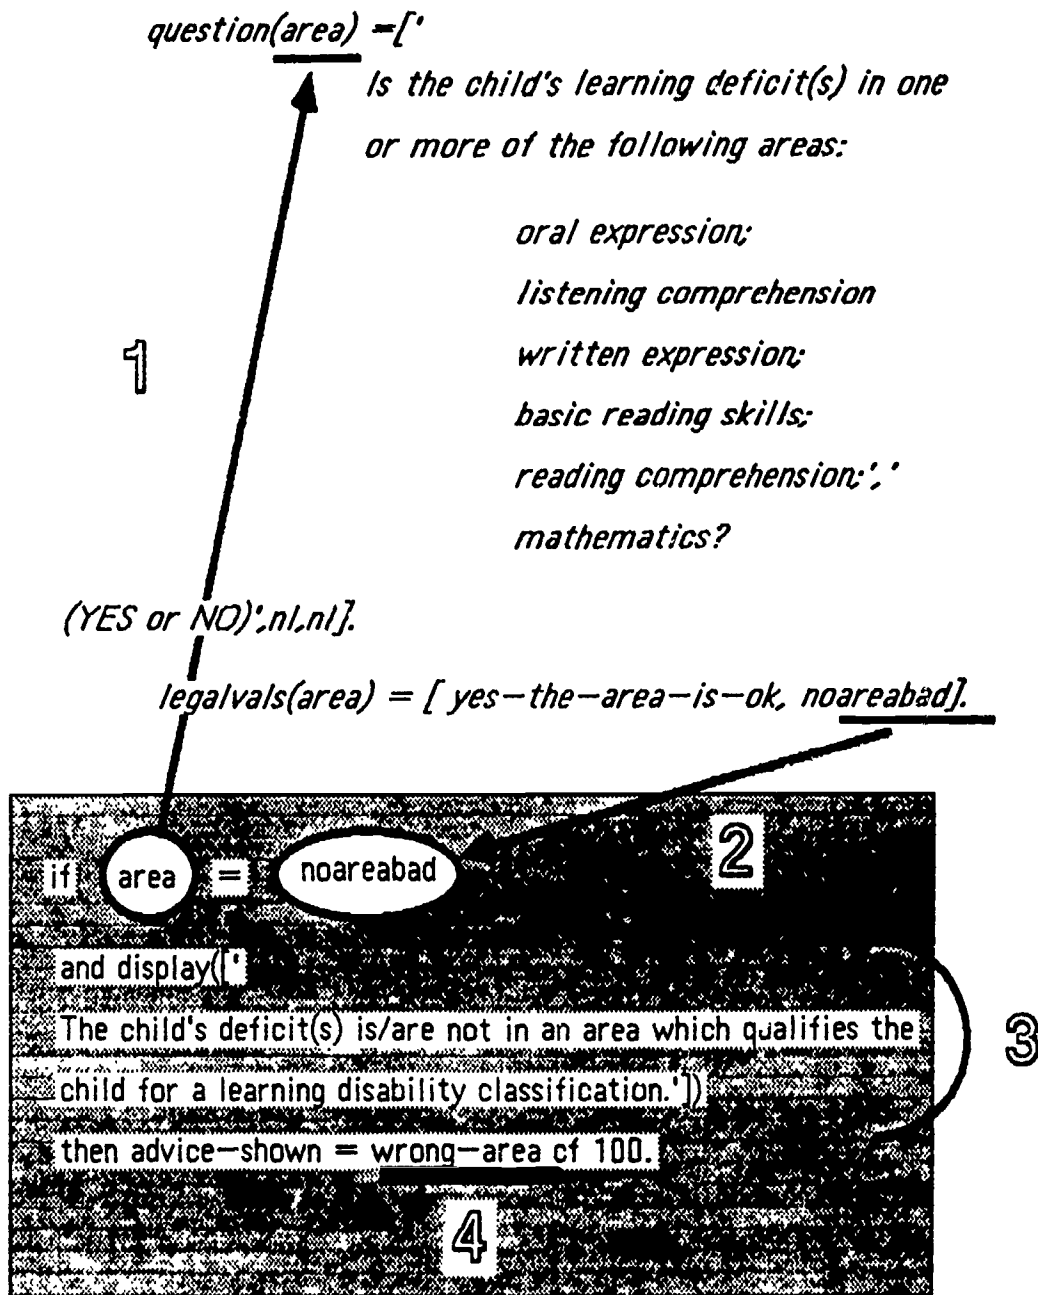 question(area) =['
Is the child's learning deficit(s) in one
or more of the following areas:
oral expression;
listening comprehension
written expression;
basic reading skills;
reading comprehension;','
mathematics?
1
(YES or NO)',nl,nl].
legalvals(area) = [ yes-the-area-is-ok, noareabad].
2
if area = noareabad
and display(['
The child's deficit(s) is/are not in an area which qualifies the
3
child for a learning disability classification.'])
then advice-shown = wrong-area cf 100.
4